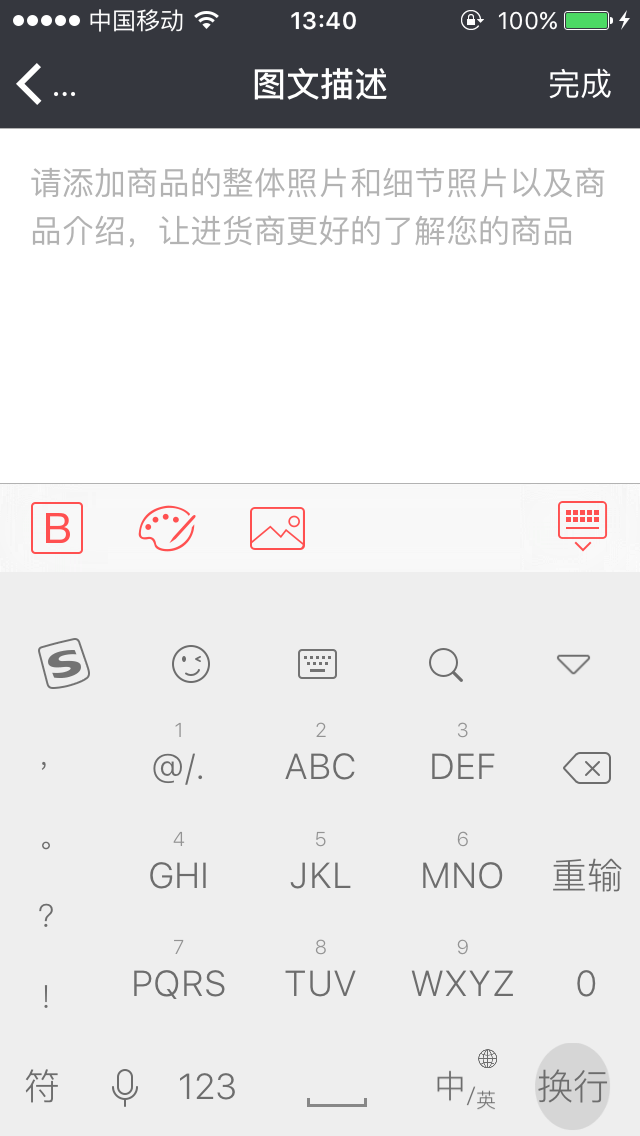 中国移动 13:40 100%
... 图文描述 完成
请添加商品的整体照片和细节照片以及商
品介绍，让进货商更好的了解您的商品
B
S
1 2 3
， @/. ABC DEF
4 5 6
。 GHI JKL MNO 重输
?
7 8 9
! PQRS TUV WXYZ 0
符 123 中/英 换行